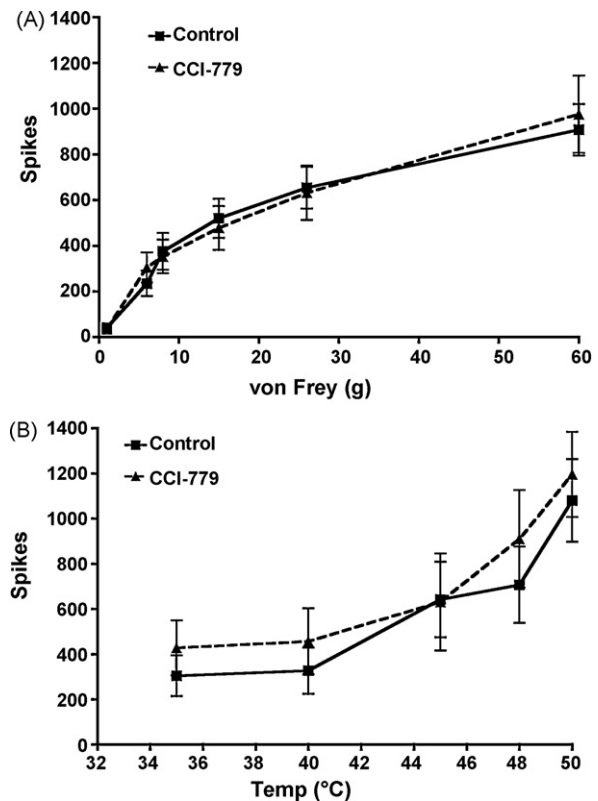 (A)
1400
1200
1000
800
600
400
200
0
Spikes
Control
CCI-779
0 10 20 30 40 50 60
von Frey (g)
(B)
1400
1200
1000
800
600
400
200
0
Spikes
Control
CCI-779
32 34 36 38 40 42 44 46 48 50
Temp (°C)